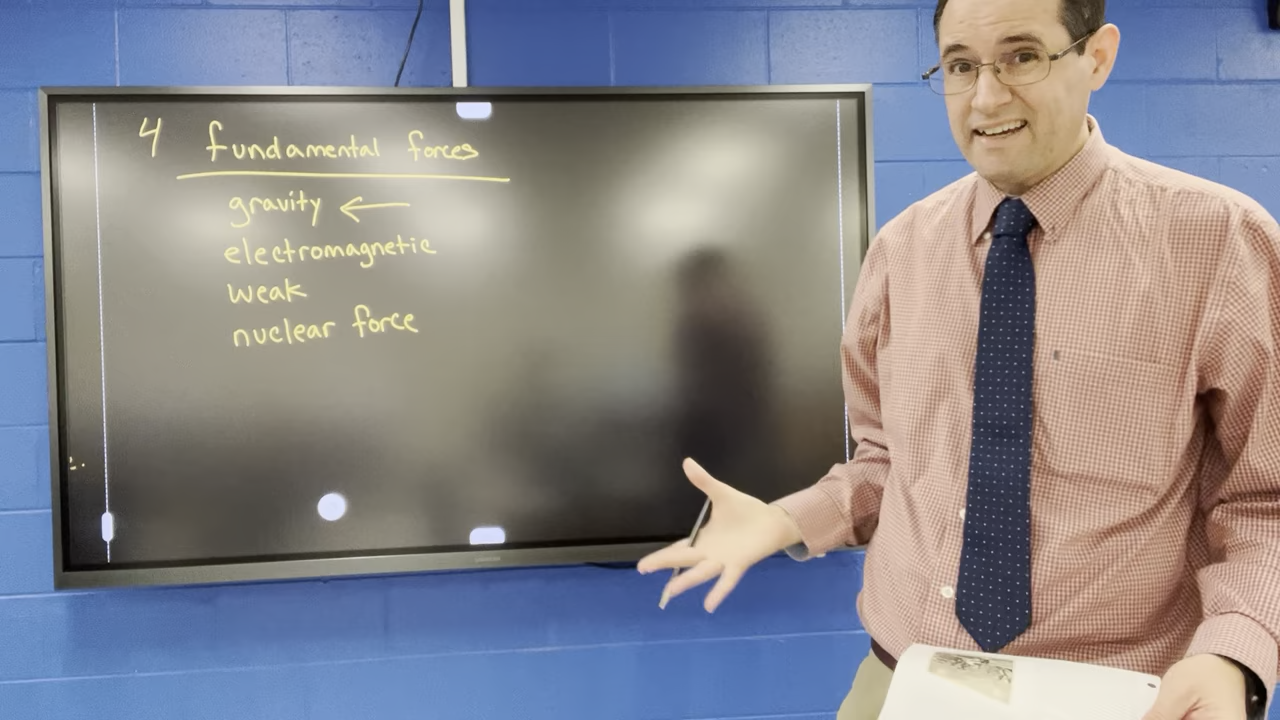 4 fundamental forces
gravity ←
electromagnetic
weak
nuclear force